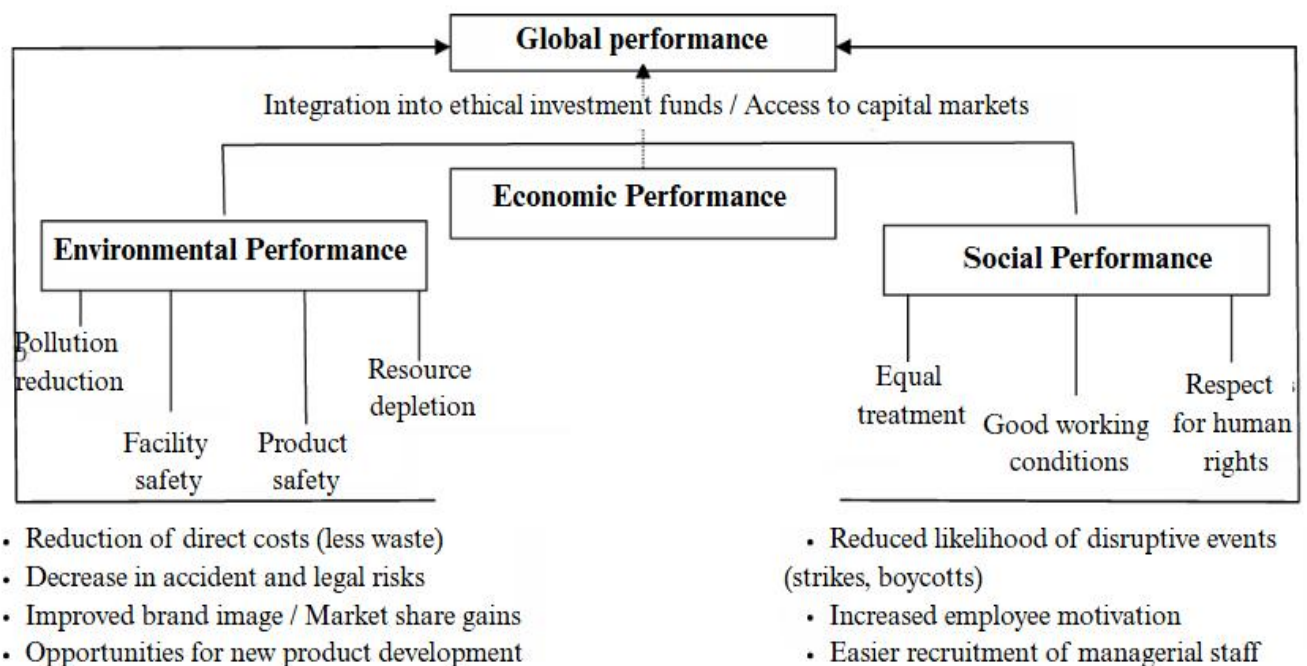 Global performance
Integration into ethical investment funds / Access to capital markets
Economic Performance
Environmental Performance
Social Performance
Pollution
reduction
Facility
safety
Product
safety
Resource
depletion
Equal
treatment
Good working
conditions
Respect
for human
rights
• Reduction of direct costs (less waste)
• Decrease in accident and legal risks
• Improved brand image / Market share gains
• Opportunities for new product development
• Reduced likelihood of disruptive events
(strikes, boycotts)
• Increased employee motivation
• Easier recruitment of managerial staff